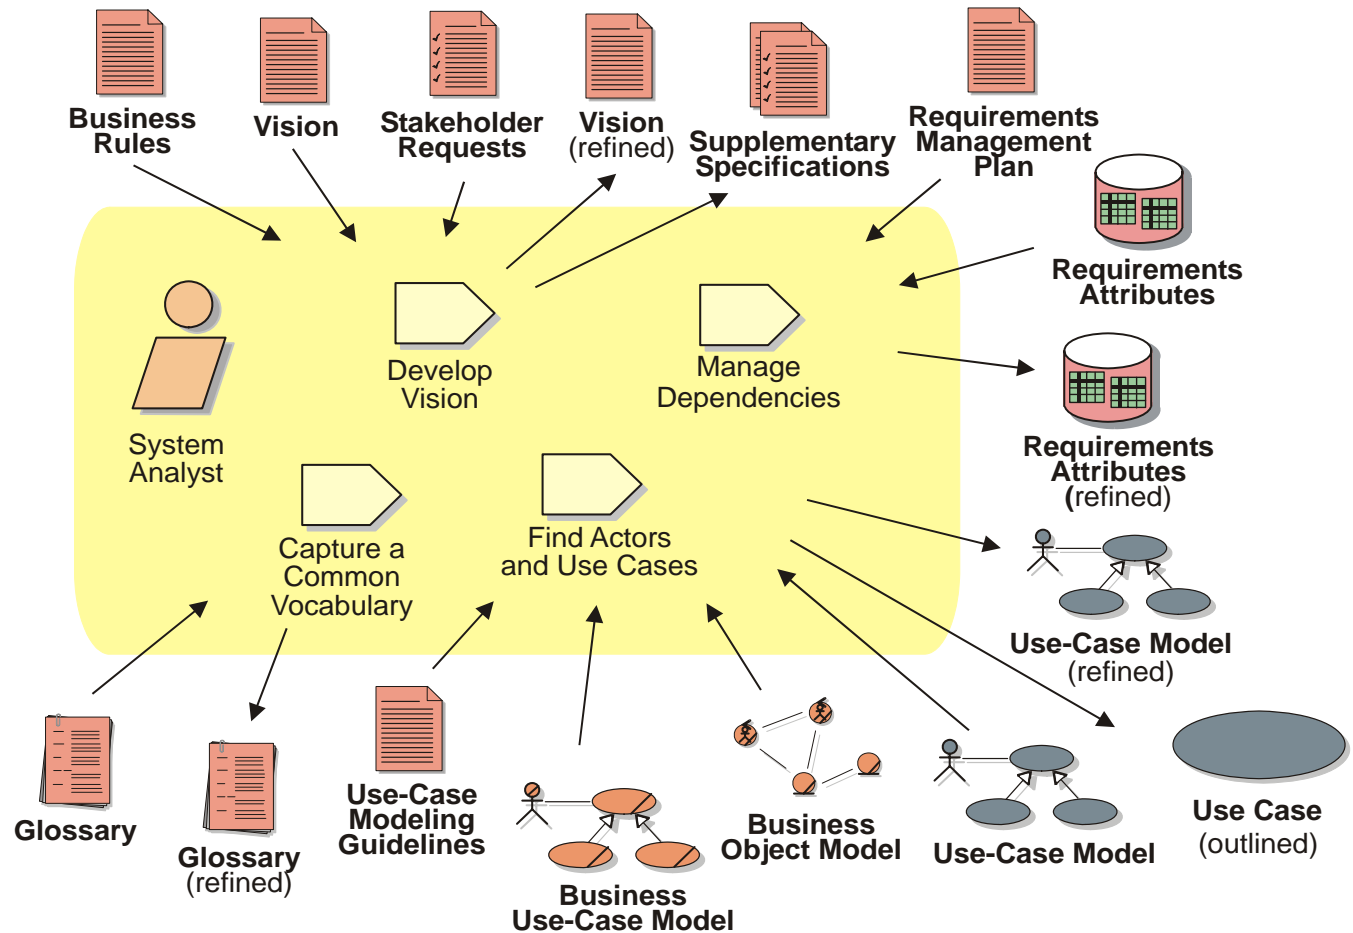 Business
Rules
Vision
Stakeholder
Requests
Vision
(refined)
Supplementary
Specifications
Requirements
Management
Plan
Requirements
Attributes
Develop
Vision
Manage
Dependencies
System
Analyst
Requirements
Attributes
(refined)
Capture a
Common
Vocabulary
Find Actors
and Use Cases
Use-Case Model
(refined)
Glossary
Glossary
(refined)
Use-Case
Modeling
Guidelines
Business
Use-Case Model
Business
Object Model
Use-Case Model
Use Case
(outlined)